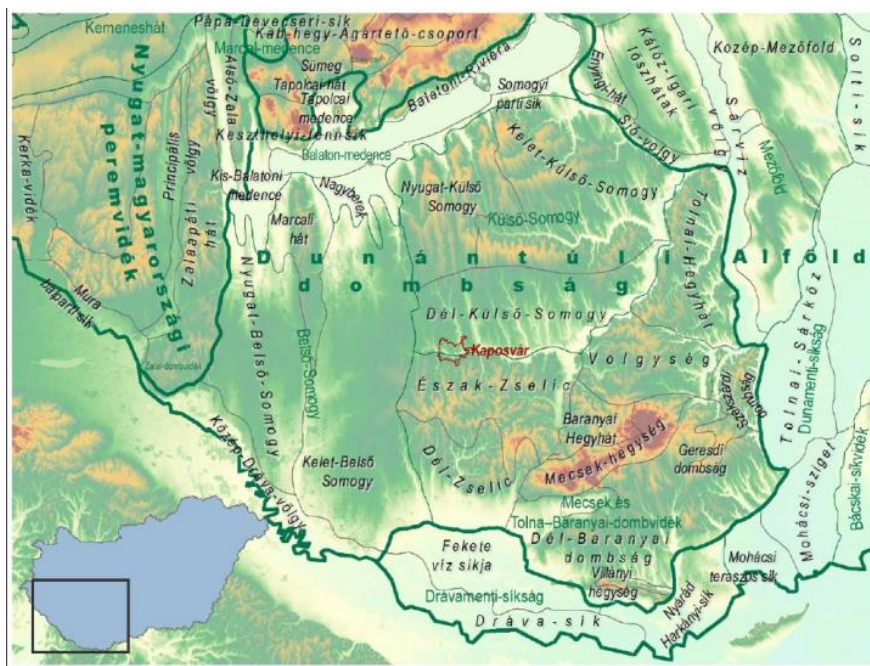 Kemeneshát
Pápa-Devecseri-sík
Kab-hegy-Agártető-csoport
Marcal-medence
Sümeg
Tapolcai-hát
Tapolcai
medence
Keszthelyi-fennsík
Balatoni-Riviéra
Balaton-medence
Somogyi
parti sík
Enyingi-hát
Kálóz-Igari
löszhátak
Közép-Mezőföld
Solti-sík
Sárvíz
völgy
Mezőföld
Sió-völgy
Alsó-Zala
völgy
Nyugat-magyarországi
peremvidék
Principális
völgy
Zalaapáti
hát
Kerka-vidék
Kis-Balatoni
medence
Nagyberek
Marcali
hát
Nyugat-Külső
Somogy
Kelet-Külső-Somogy
Külső-Somogy
Tolnai-Hegyhát
Dunántúli
dombság
Alföld
Mura
balparti sík
Zalai-dombvidék
Nyugat-Belső-Somogy
Belső-Somogy
Dél-Külső-Somogy
Kaposvár
Völgység
Észak-Zselic
Szekszárdi
dombság
Tolnai-Sárköz
Dunamenti-síkság
Baranyai
Hegyhát
Mecsek-hegység
Geresdi
dombság
Dél-Zselic
Közép-Dráva-völgy
Kelet-Belső
Somogy
Mecsek és
Tolna-Baranyai-dombvidék
Dél-Baranyai
dombság
Mohácsi-sziget
Bácskai-síkvidék
Fekete
víz síkja
Villányi
hegység
Mohácsi
teraszos sík
Nyárád
Harkányi-sík
Drávamenti-síkság
Dráva-sík